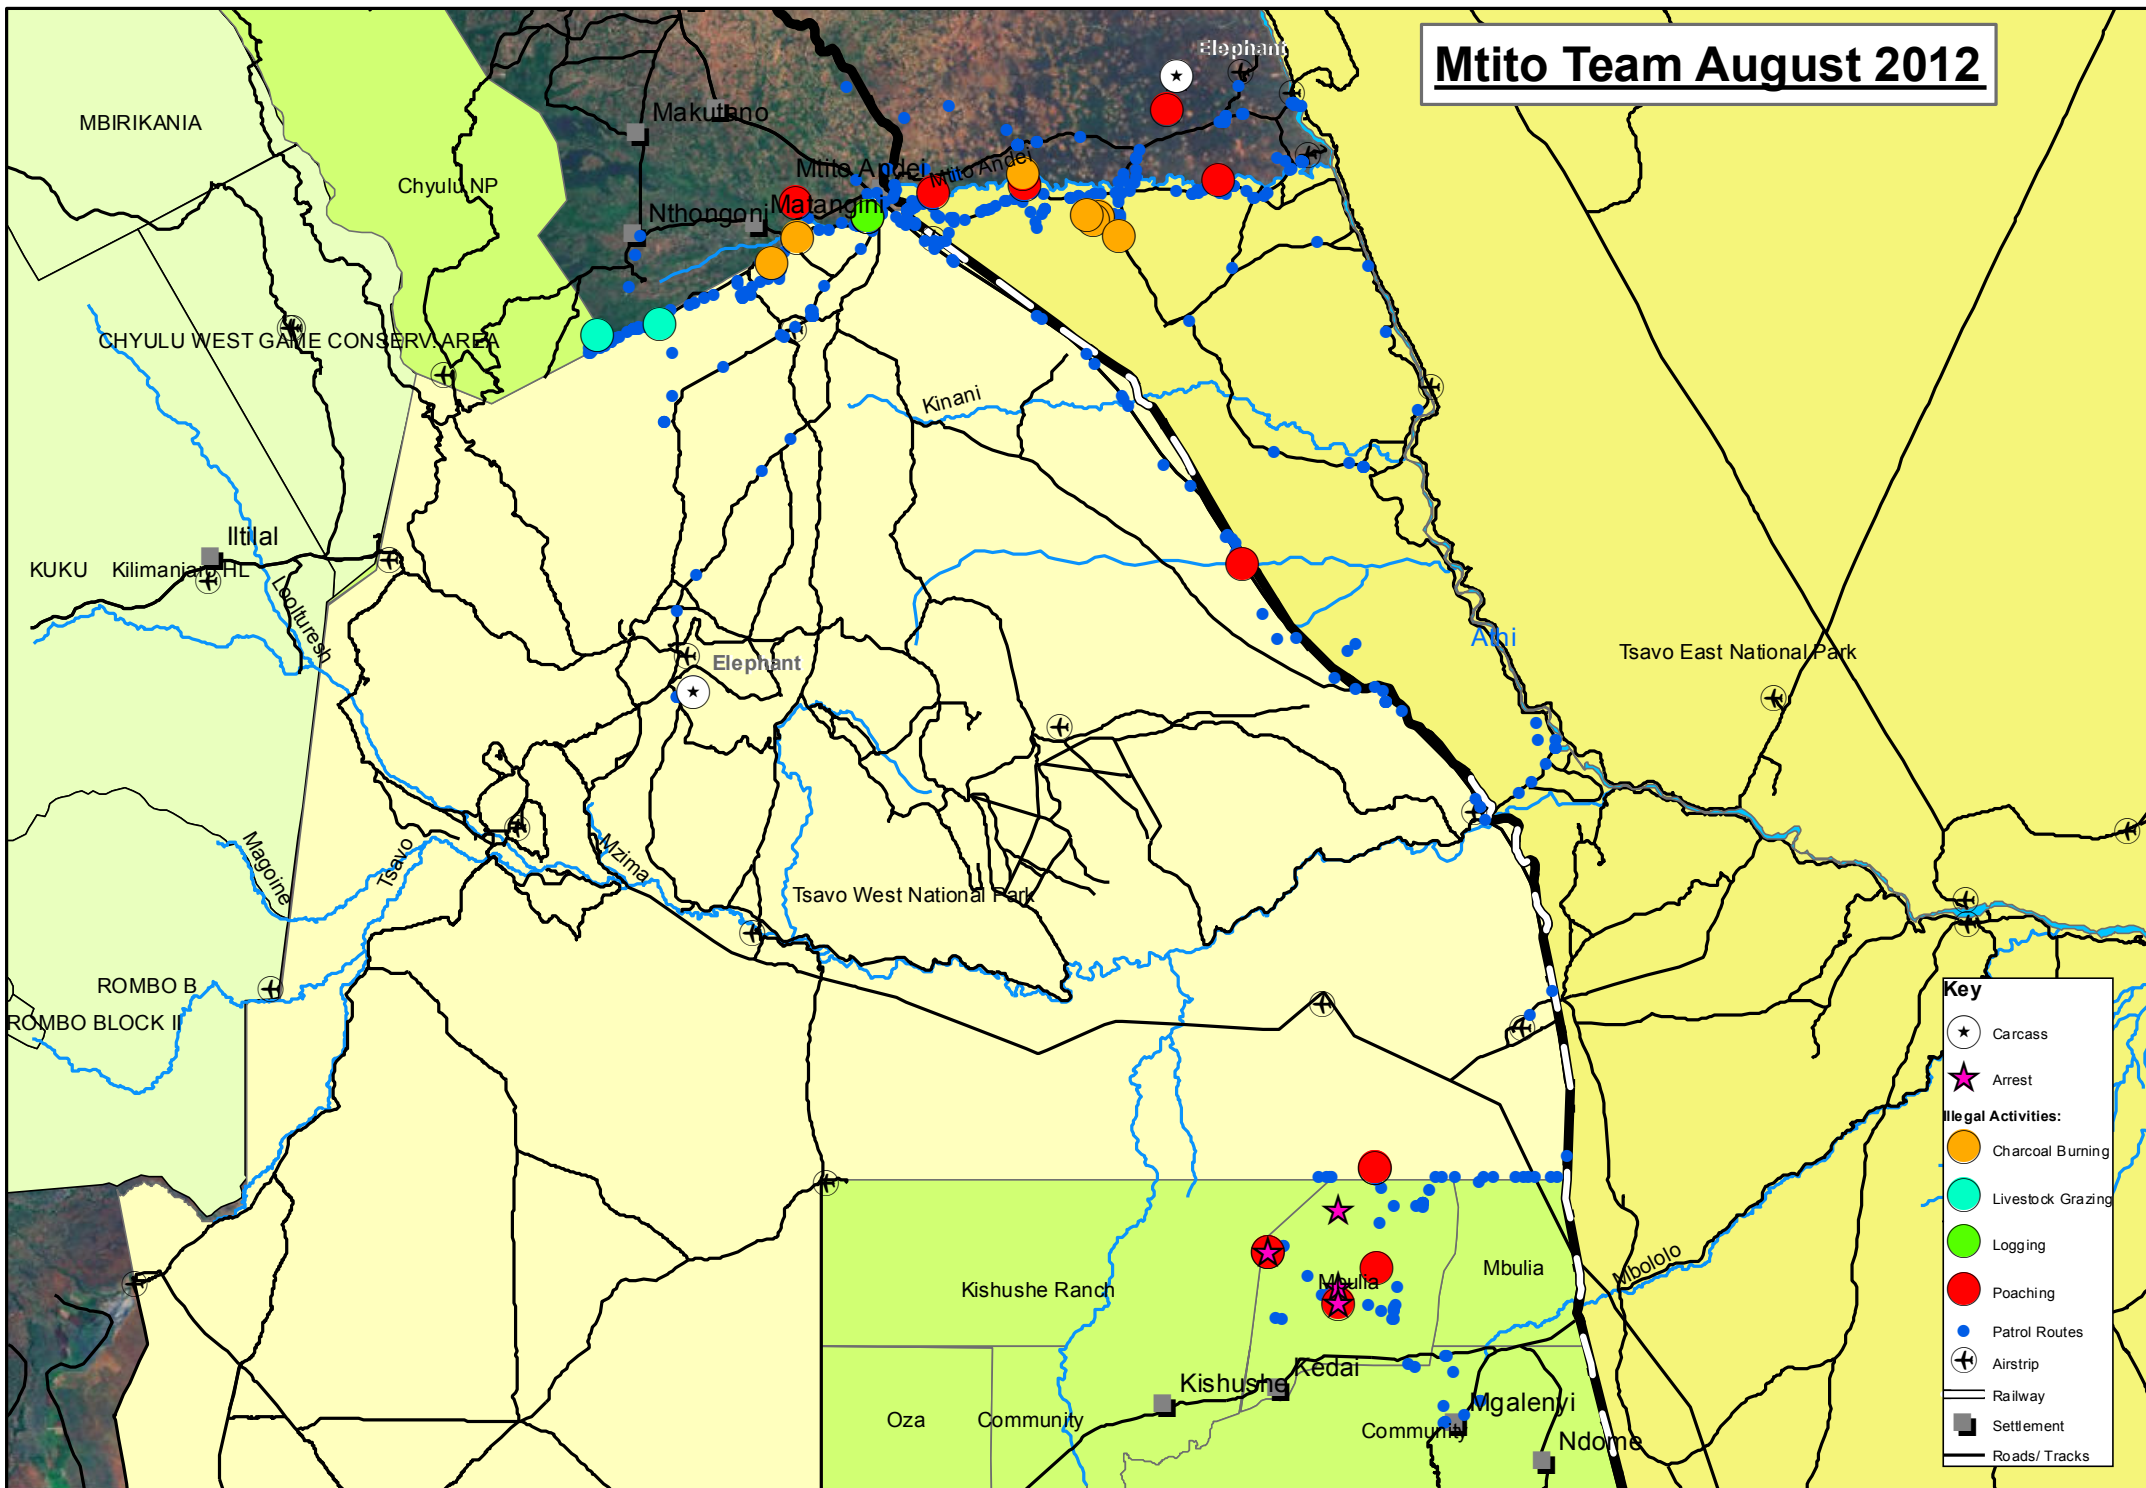 Mtito Team August 2012
Elephant
Makutano
MBIRIKANIA
Chyulu NP
Mtito Andei
Mtito Andei
Nthongoni
Matangini
CHYULU WEST GAME CONSERV. AREA
Kinani
Iltilal
KUKU
Kilimanjaro HL
Loolturesh
Elephant
Athi
Tsavo East National Park
Magoine
Tsavo
Mzima
Tsavo West National Park
ROMBO B
ROMBO BLOCK II
Kishushe Ranch
Mbulia
Mbulia
Mbololo
Kishushe
Kedai
Mgalenyi
Oza
Community
Community
Ndome
Key
Carcass
Arrest
Illegal Activities:
Charcoal Burning
Livestock Grazing
Logging
Poaching
Patrol Routes
Airstrip
Railway
Settlement
Roads/ Tracks